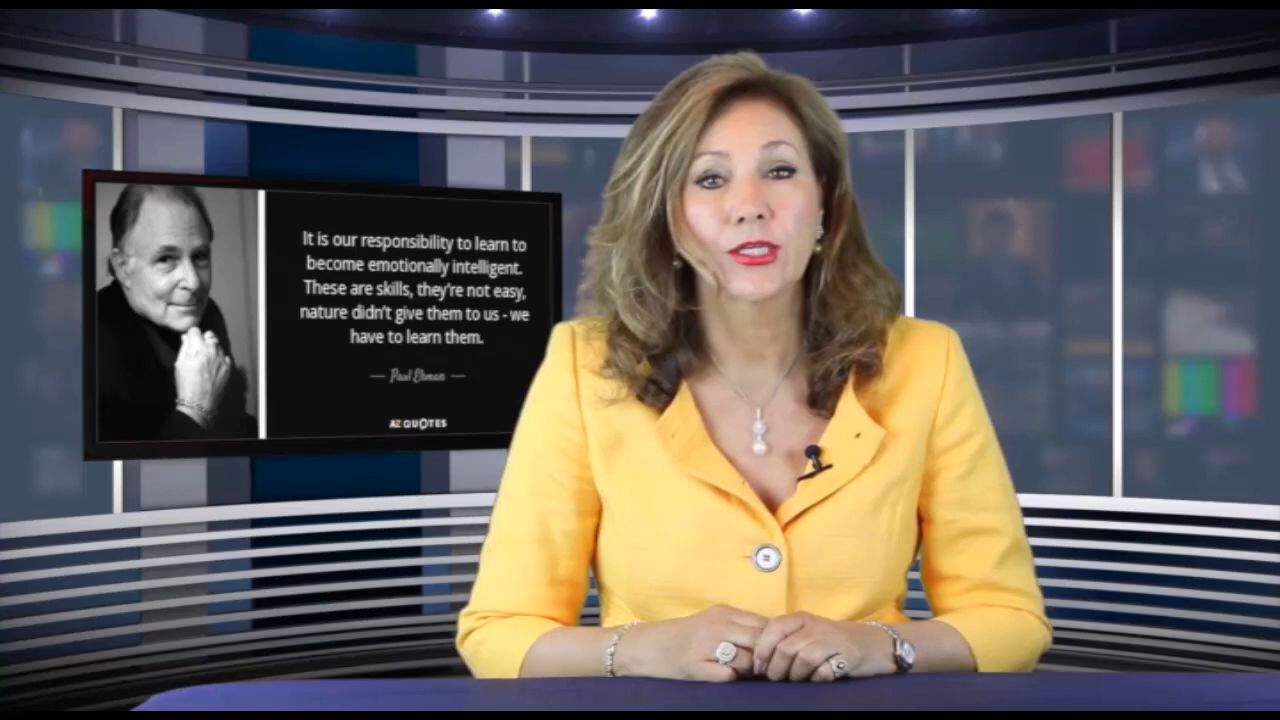 It is our responsibility to learn to
become emotionally intelligent.
These are skills, they're not easy,
nature didn't give them to us - we
have to learn them.
— Paul Ekman —
AZ QUOTES